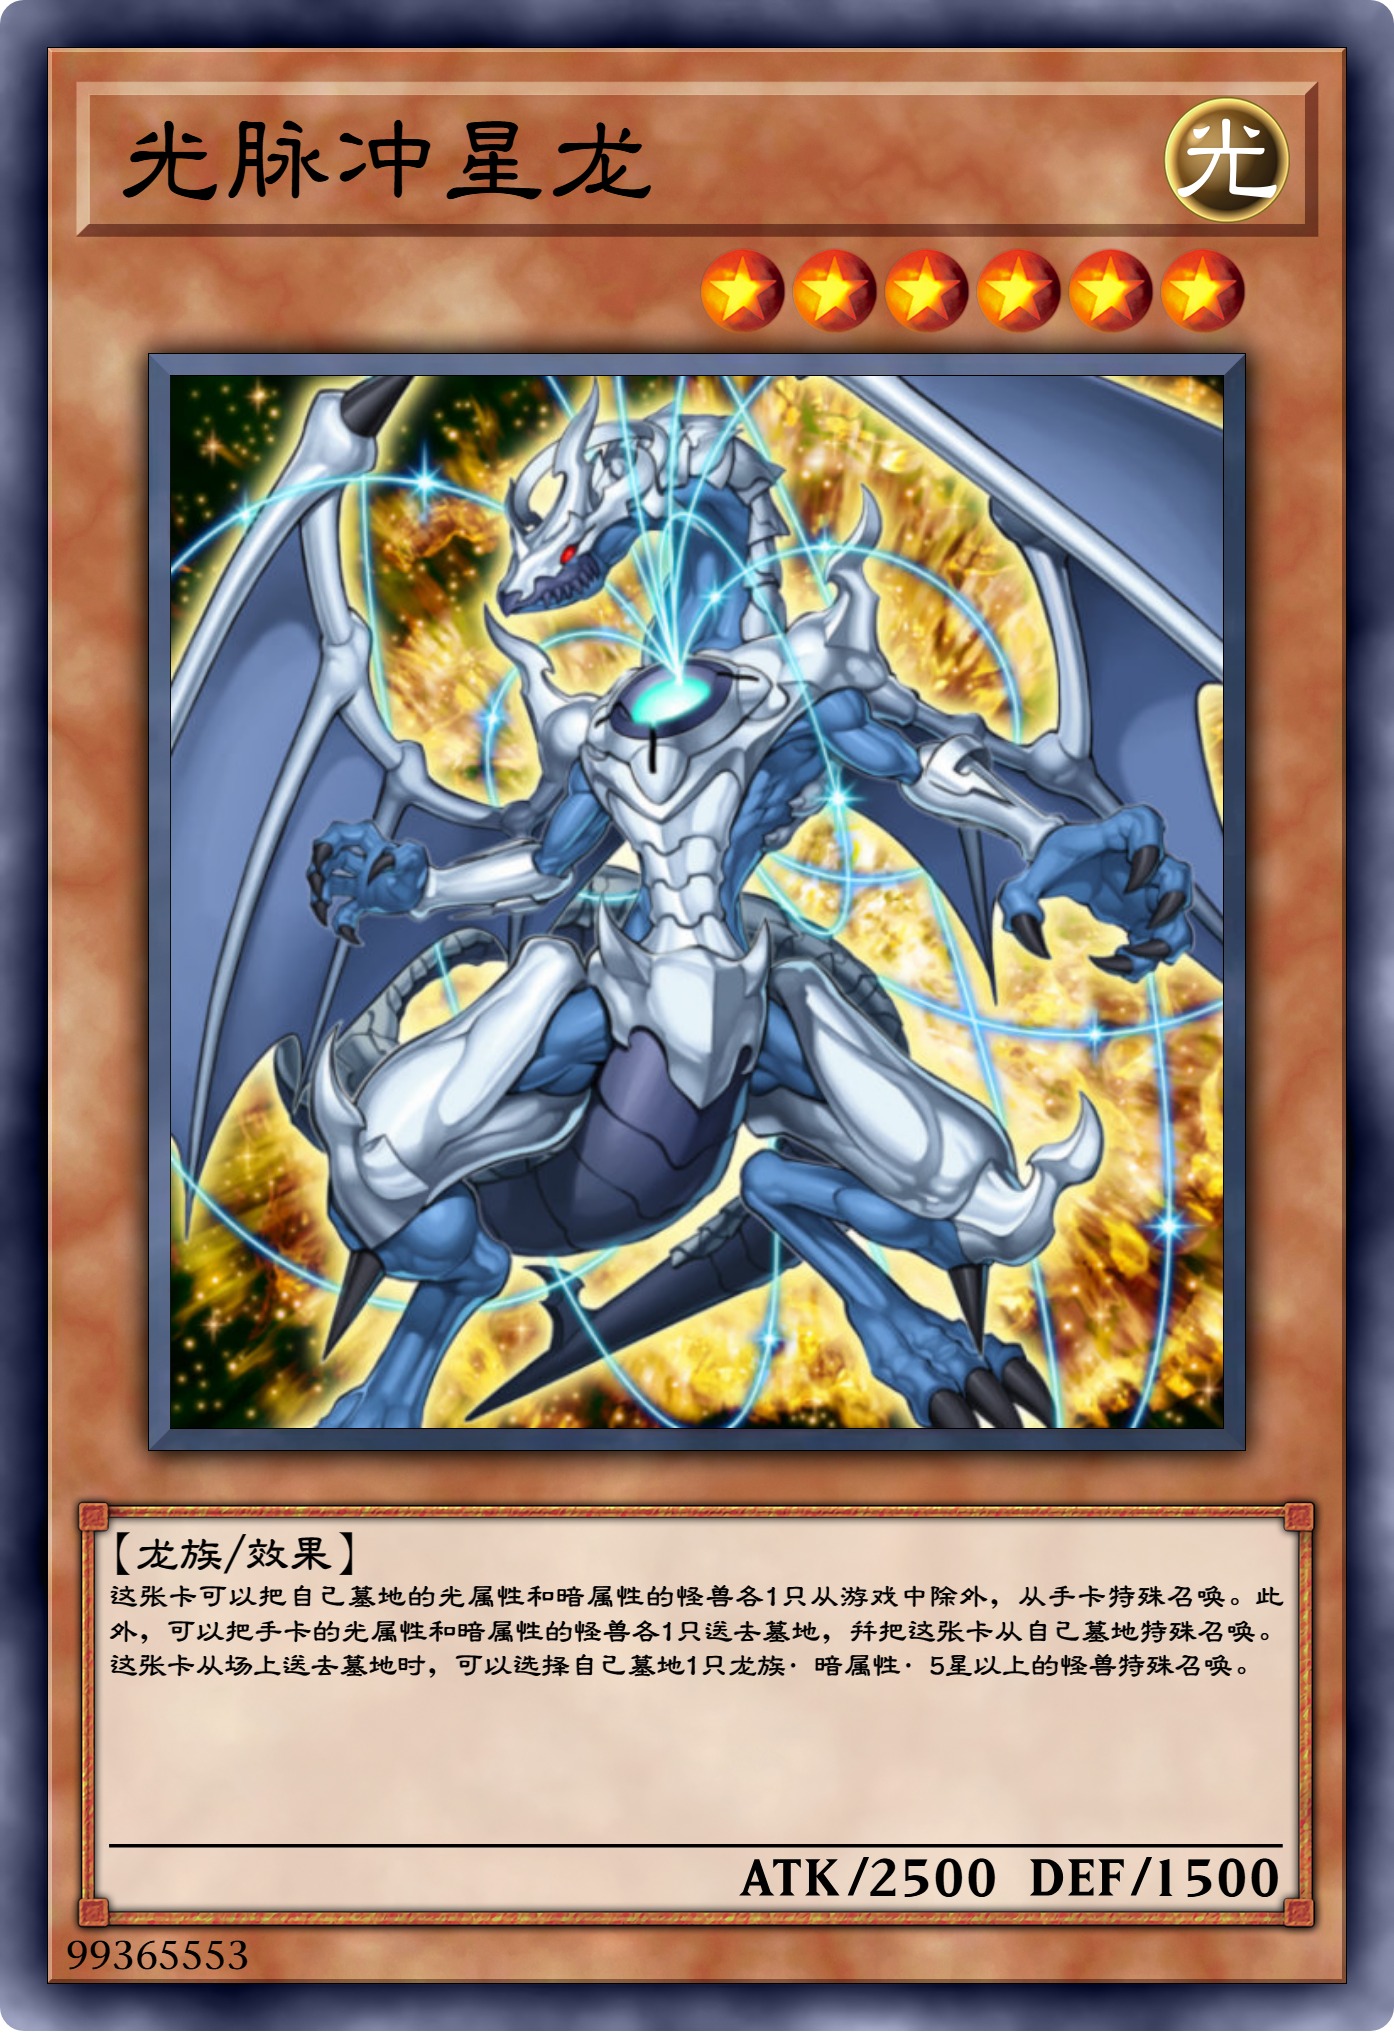 光脉冲星龙
光
【龙族/效果】
这张卡可以把自己墓地的光属性和暗属性的怪兽各1只从游戏中除外，从手卡特殊召唤。此
外，可以把手卡的光属性和暗属性的怪兽各1只送去墓地，并把这张卡从自己墓地特殊召唤。
这张卡从场上送去墓地时，可以选择自己墓地1只龙族·暗属性·5星以上的怪兽特殊召唤。
ATK/2500 DEF/1500
99365553